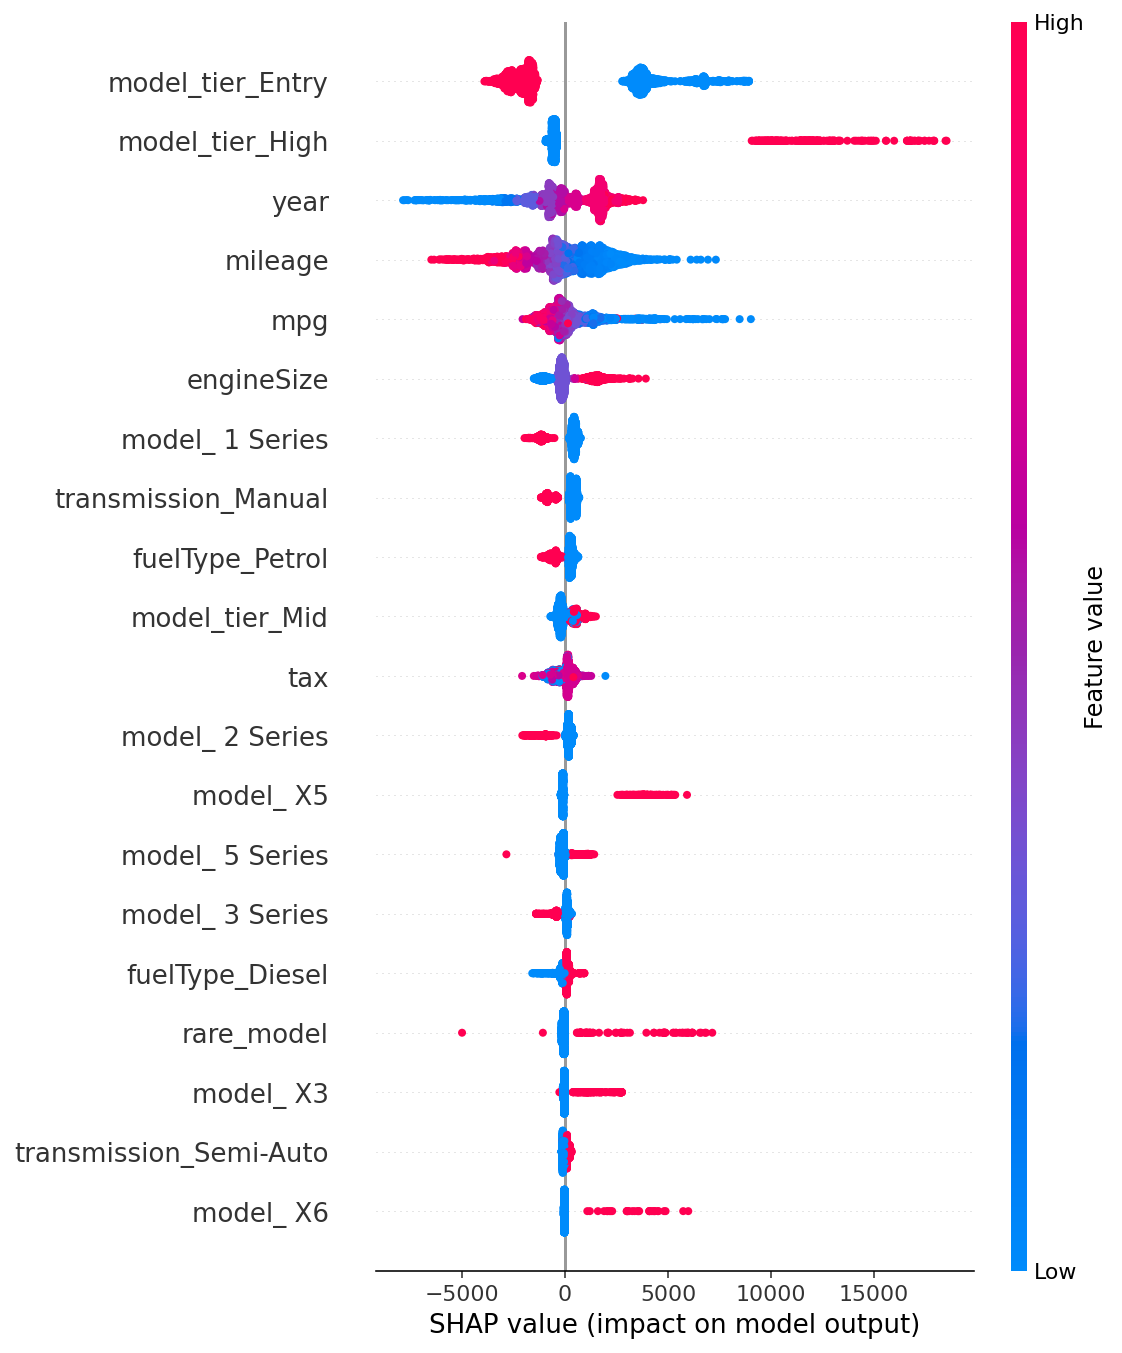 High
model_tier_Entry
model_tier_High
year
mileage
mpg
engineSize
model_ 1 Series
transmission_Manual
fuelType_Petrol
model_tier_Mid
tax
model_ 2 Series
model_ X5
model_ 5 Series
model_ 3 Series
fuelType_Diesel
rare_model
model_ X3
transmission_Semi-Auto
model_ X6
Feature value
Low
−5000 0 5000 10000 15000
SHAP value (impact on model output)